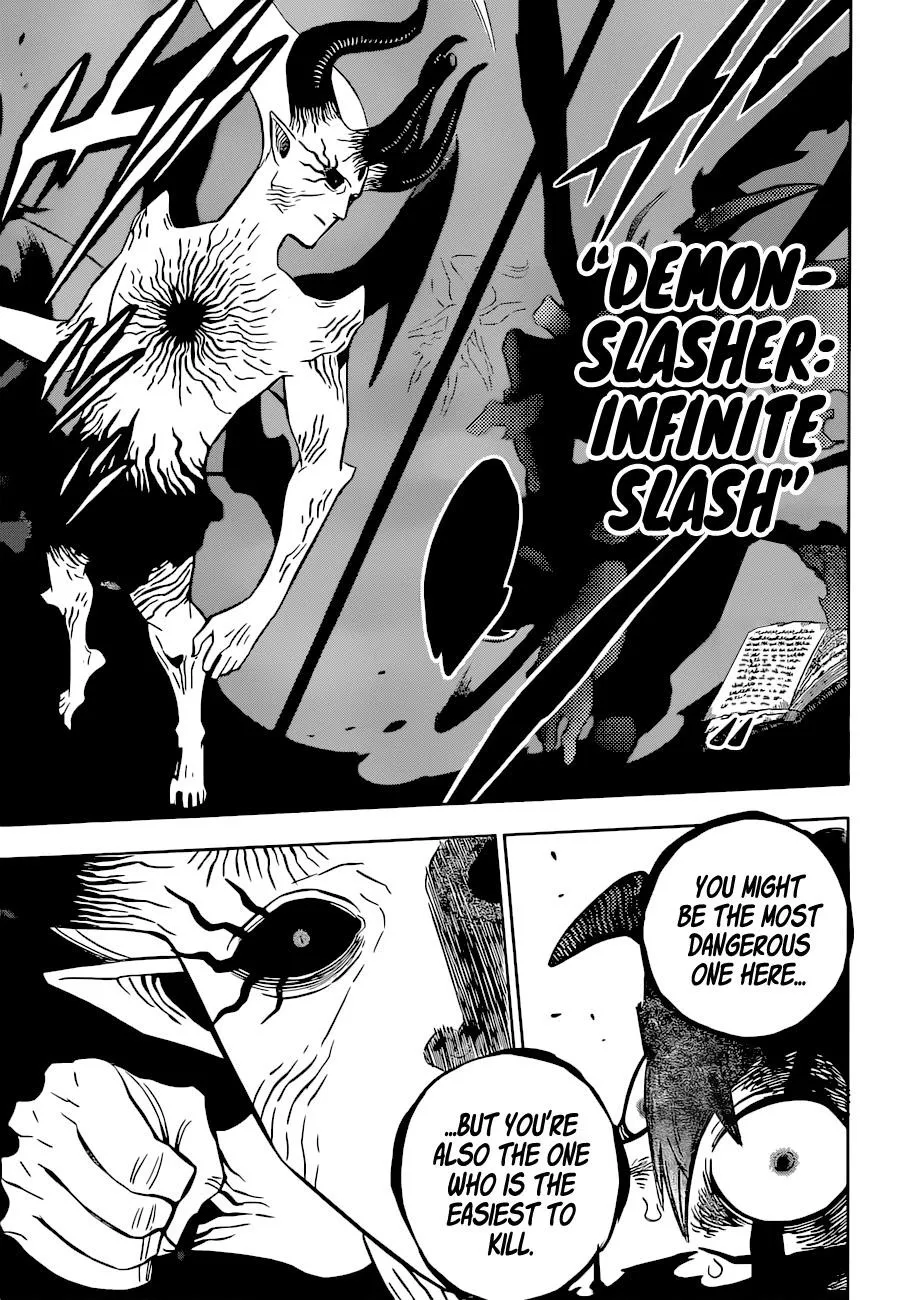 "DEMON-
SLASHER:
INFINITE
SLASH"
YOU MIGHT
BE THE MOST
DANGEROUS
ONE HERE...
...BUT YOU'RE
ALSO THE ONE
WHO IS THE
EASIEST TO
KILL.